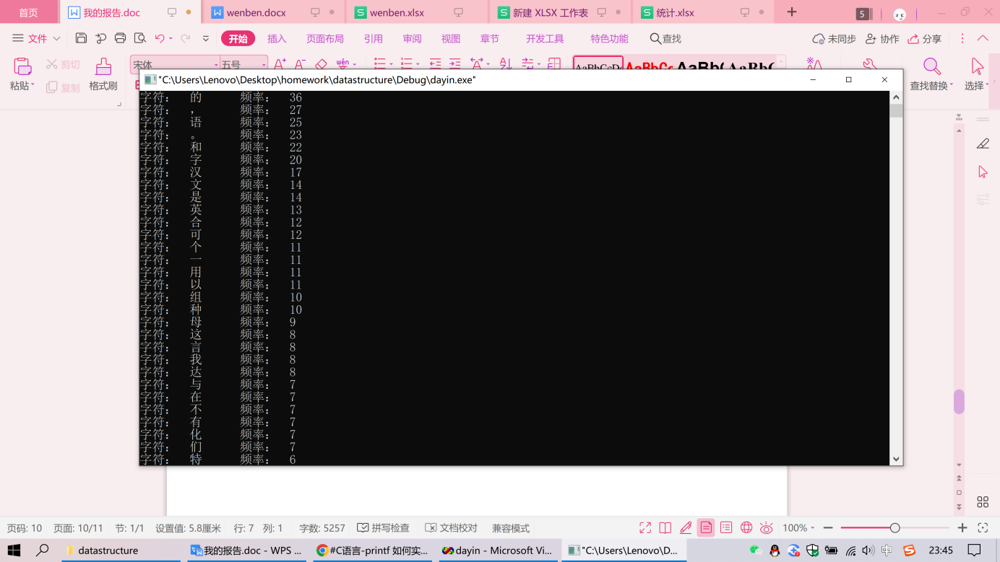 首页 我的报告.doc wenben.docx wenben.xlsx 新建 XLSX 工作表 统计.xlsx 5
文件 开始 插入 页面布局 引用 审阅 视图 章节 开发工具 特色功能 查找 未同步 协作 分享
粘贴 剪切 复制 格式刷 宋体 五号 wén 查找替换 选择
"C:\Users\Lenovo\Desktop\homework\datastructure\Debug\dayin.exe"
字符: 的 频率: 36
字符: , 频率: 27
字符: 语 频率: 25
字符: 。 频率: 23
字符: 和 频率: 22
字符: 字 频率: 20
字符: 汉 频率: 17
字符: 文 频率: 14
字符: 是 频率: 14
字符: 英 频率: 13
字符: 合 频率: 12
字符: 可 频率: 12
字符: 个 频率: 11
字符: 一 频率: 11
字符: 用 频率: 11
字符: 以 频率: 11
字符: 组 频率: 10
字符: 种 频率: 10
字符: 母 频率: 9
字符: 这 频率: 8
字符: 言 频率: 8
字符: 我 频率: 8
字符: 达 频率: 8
字符: 与 频率: 7
字符: 在 频率: 7
字符: 不 频率: 7
字符: 有 频率: 7
字符: 化 频率: 7
字符: 们 频率: 7
字符: 特 频率: 6
页码: 10 页面: 10/11 节: 1/1 设置值: 5.8厘米 行: 7 列: 1 字数: 5257 拼写检查 文档校对 兼容模式 100%
datastructure 我的报告.doc - WPS ... #C语言-printf 如何实... dayin - Microsoft Vi... "C:\Users\Lenovo\D... 中 23:45